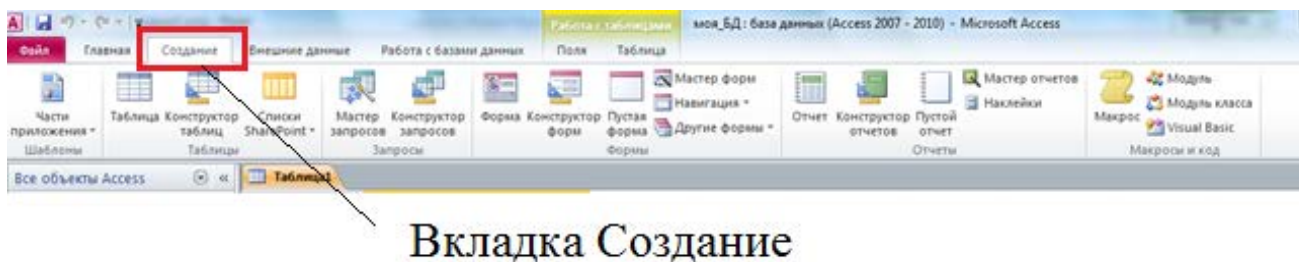 Работа с таблицами моя_БД : база данных (Access 2007 - 2010) - Microsoft Access
Файл Главная Создание Внешние данные Работа с базами данных Поля Таблица
Части приложения Таблица Конструктор таблиц Списки SharePoint Мастер запросов Конструктор запросов Форма Конструктор форм Пустая форма Мастер форм Навигация Другие формы Отчет Конструктор отчетов Пустой отчет Мастер отчетов Наклейки Макрос Модуль Модуль класса Visual Basic
Шаблоны Таблицы Запросы Формы Отчеты Макросы и код
Все объекты Access Таблица1
Вкладка Создание